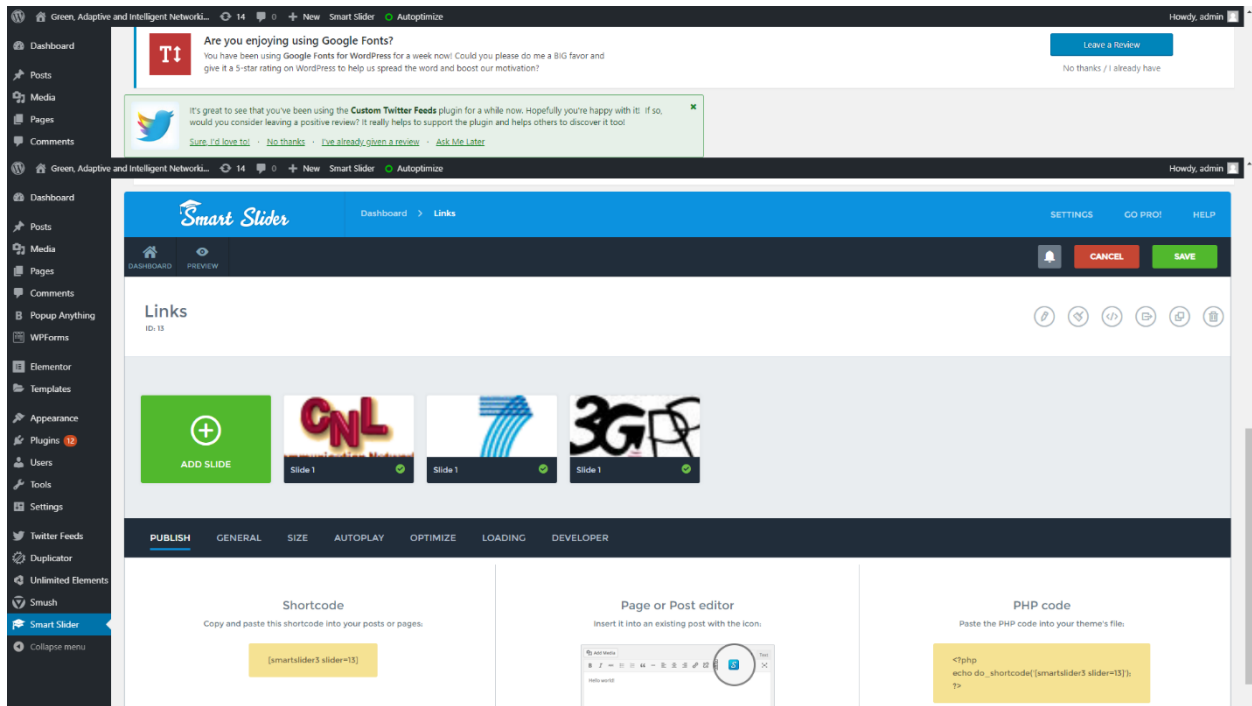 Green, Adaptive and Intelligent Networki... 14 0 + New Smart Slider Autoptimize Howdy, admin
Dashboard
Posts
Media
Pages
Comments
Are you enjoying using Google Fonts?
You have been using Google Fonts for WordPress for a week now! Could you please do me a BIG favor and
give it a 5-star rating on WordPress to help us spread the word and boost our motivation?
Leave a Review
No thanks / I already have
It's great to see that you've been using the Custom Twitter Feeds plugin for a while now. Hopefully you're happy with it! If so,
would you consider leaving a positive review? It really helps to support the plugin and helps others to discover it too!
Sure, I'd love to! · No thanks · I've already given a review · Ask Me Later
Green, Adaptive and Intelligent Networki... 14 0 + New Smart Slider Autoptimize Howdy, admin
Dashboard
Posts
Media
Pages
Comments
Popup Anything
WPForms
Elementor
Templates
Appearance
Plugins 12
Users
Tools
Settings
Twitter Feeds
Duplicator
Unlimited Elements
Smush
Smart Slider
Collapse menu
Smart Slider
Dashboard > Links
SETTINGS GO PRO! HELP
DASHBOARD PREVIEW
CANCEL SAVE
Links
ID: 13
ADD SLIDE
CNL
Slide 1
7
Slide 1
3GPP
Slide 1
PUBLISH GENERAL SIZE AUTOPLAY OPTIMIZE LOADING DEVELOPER
Shortcode
Copy and paste this shortcode into your posts or pages:
[smartslider3 slider=13]
Page or Post editor
Insert it into an existing post with the icon:
Add Media
Text
Hello world!
PHP code
Paste the PHP code into your theme's file:
<?php
echo do_shortcode('[smartslider3 slider=13]');
?>